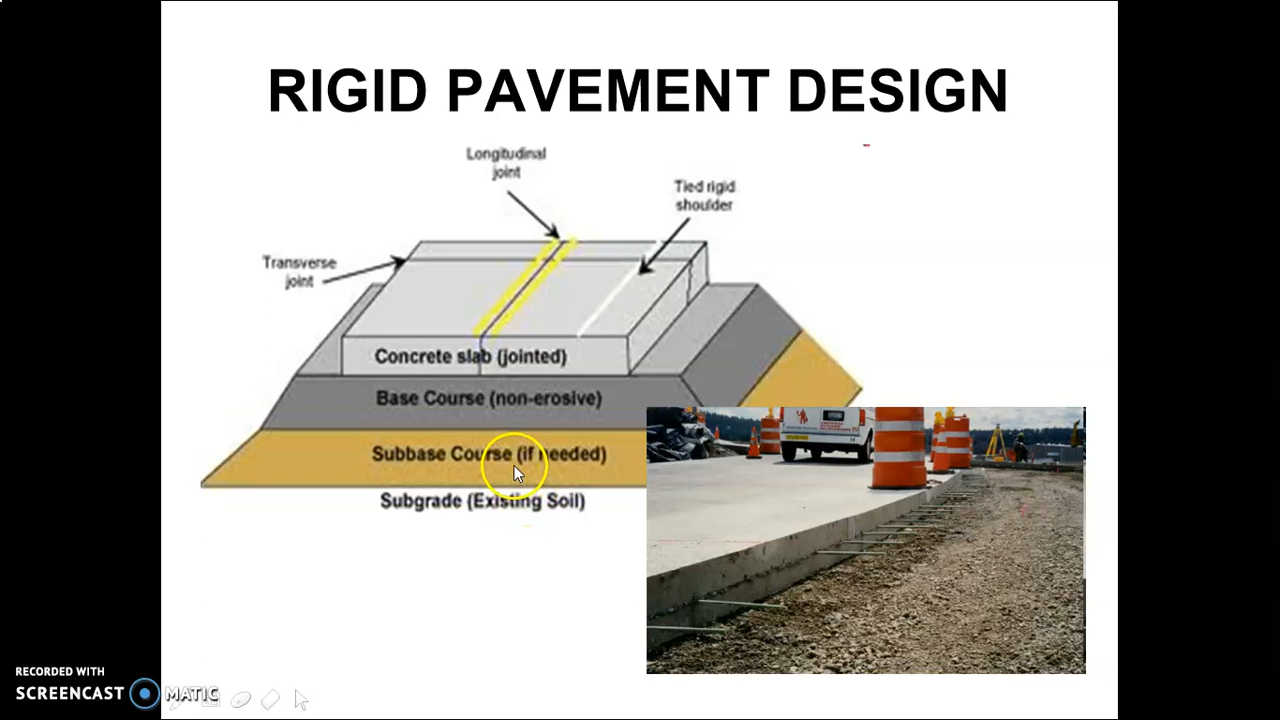 RIGID PAVEMENT DESIGN
Longitudinal
joint
Tied rigid
shoulder
Transverse
joint
Concrete slab (jointed)
Base Course (non-erosive)
Subbase Course (if needed)
Subgrade (Existing Soil)
RECORDED WITH
SCREENCAST MATIC